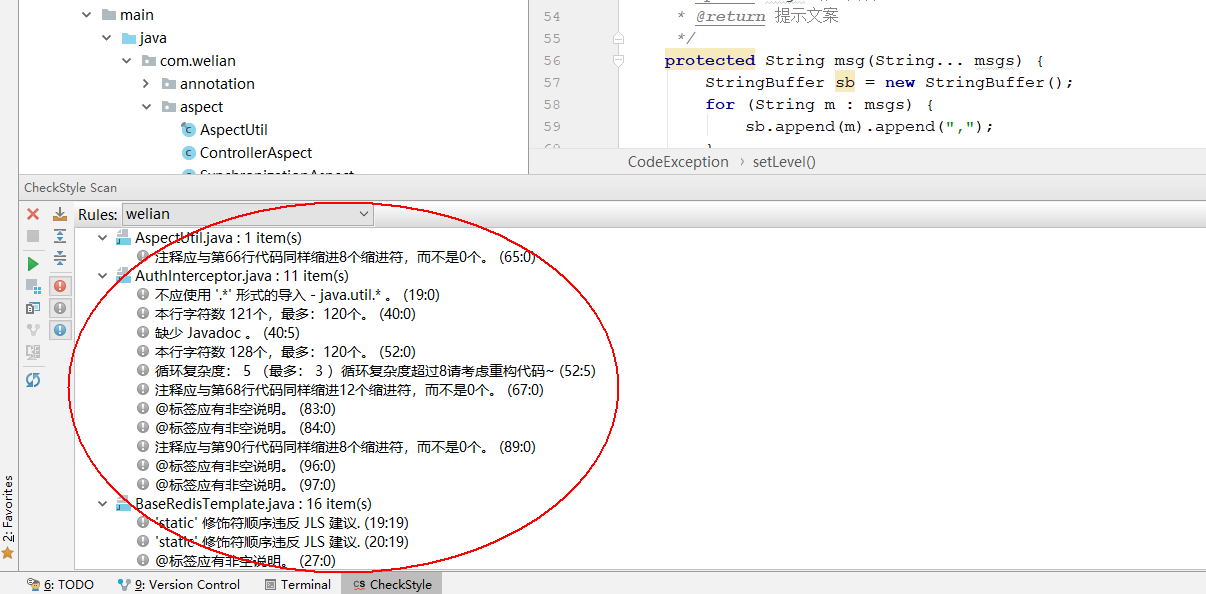 main
java
com.welian
annotation
aspect
AspectUtil
ControllerAspect
54 * @return 提示文案
55 */
56 protected String msg(String... msgs) {
57 StringBuffer sb = new StringBuffer();
58 for (String m : msgs) {
59 sb.append(m).append(",");
CodeException › setLevel()
CheckStyle Scan
Rules: welian
AspectUtil.java : 1 item(s)
注释应与第66行代码同样缩进8个缩进符，而不是0个。 (65:0)
AuthInterceptor.java : 11 item(s)
不应使用 '.*' 形式的导入 - java.util.* 。 (19:0)
本行字符数 121个，最多：120个。 (40:0)
缺少 Javadoc 。 (40:5)
本行字符数 128个，最多：120个。 (52:0)
循环复杂度： 5 （最多： 3 ）循环复杂度超过8请考虑重构代码~ (52:5)
注释应与第68行代码同样缩进12个缩进符，而不是0个。 (67:0)
@标签应有非空说明。 (83:0)
@标签应有非空说明。 (84:0)
注释应与第90行代码同样缩进8个缩进符，而不是0个。 (89:0)
@标签应有非空说明。 (96:0)
@标签应有非空说明。 (97:0)
BaseRedisTemplate.java : 16 item(s)
'static' 修饰符顺序违反 JLS 建议. (19:19)
'static' 修饰符顺序违反 JLS 建议. (20:19)
@标签应有非空说明。 (27:0)
2: Favorites
6: TODO
9: Version Control
Terminal
CheckStyle